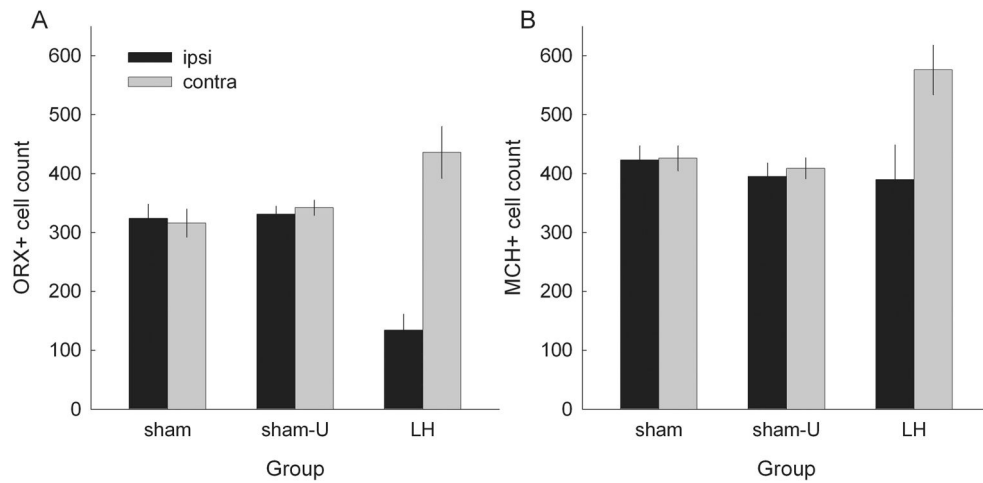 A
ipsi
contra
ORX+ cell count
600
500
400
300
200
100
0
sham
sham-U
LH
Group
B
MCH+ cell count
600
500
400
300
200
100
0
sham
sham-U
LH
Group